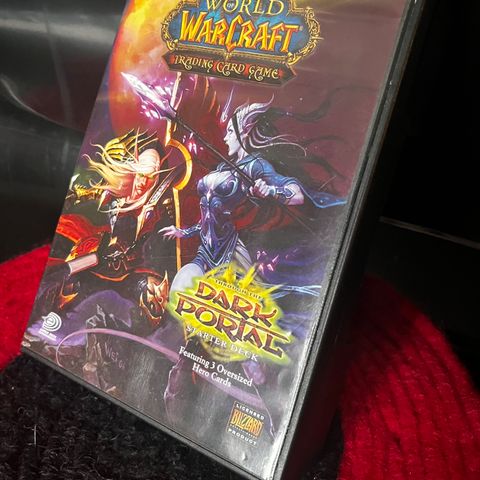 WORLD
OF
WARCRAFT
TRADING CARD GAME
THROUGH THE
DARK
PORTAL
STARTER DECK
Featuring 3 Oversized
Hero Cards
LICENSED
BLIZZARD
PRODUCT